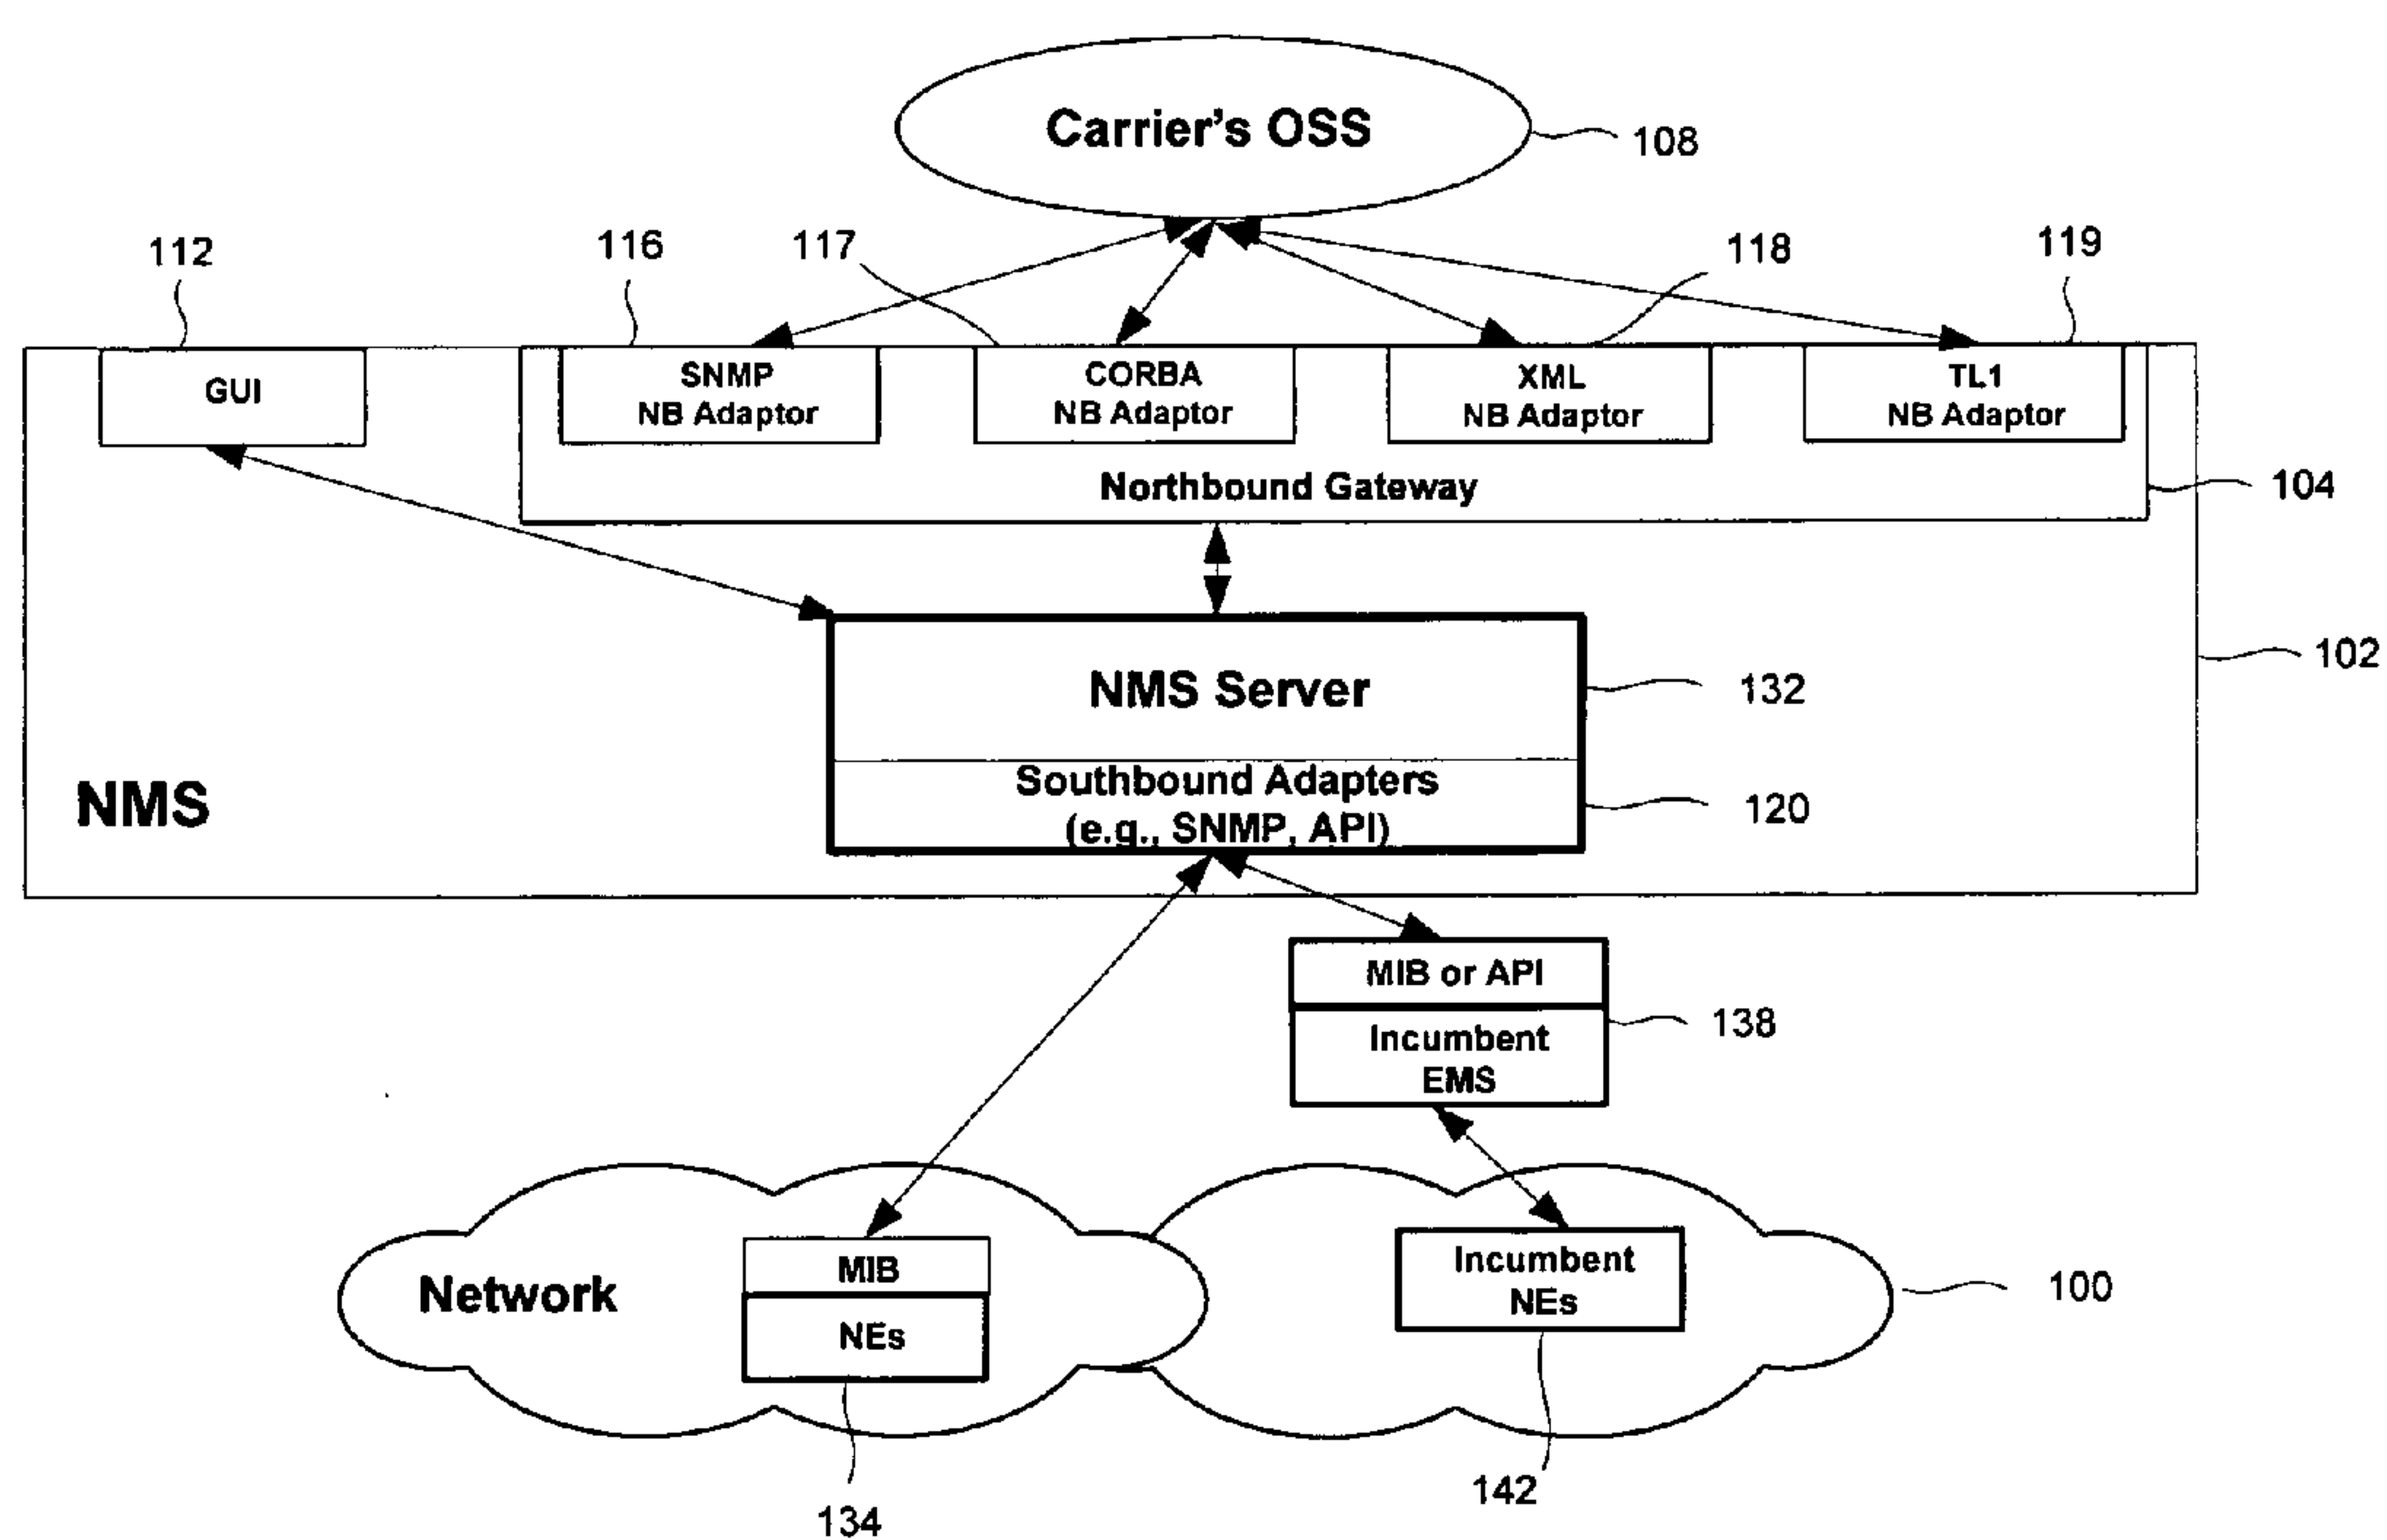 Carrier's OSS
108
112
116
117
118
119
GUI
SNMP
NB Adaptor
CORBA
NB Adaptor
XML
NB Adaptor
TL1
NB Adaptor
Northbound Gateway
104
NMS Server
132
102
Southbound Adapters
(e.g., SNMP, API)
120
NMS
MIB or API
Incumbent
EMS
138
Network
MIB
NEs
Incumbent
NEs
100
142
134